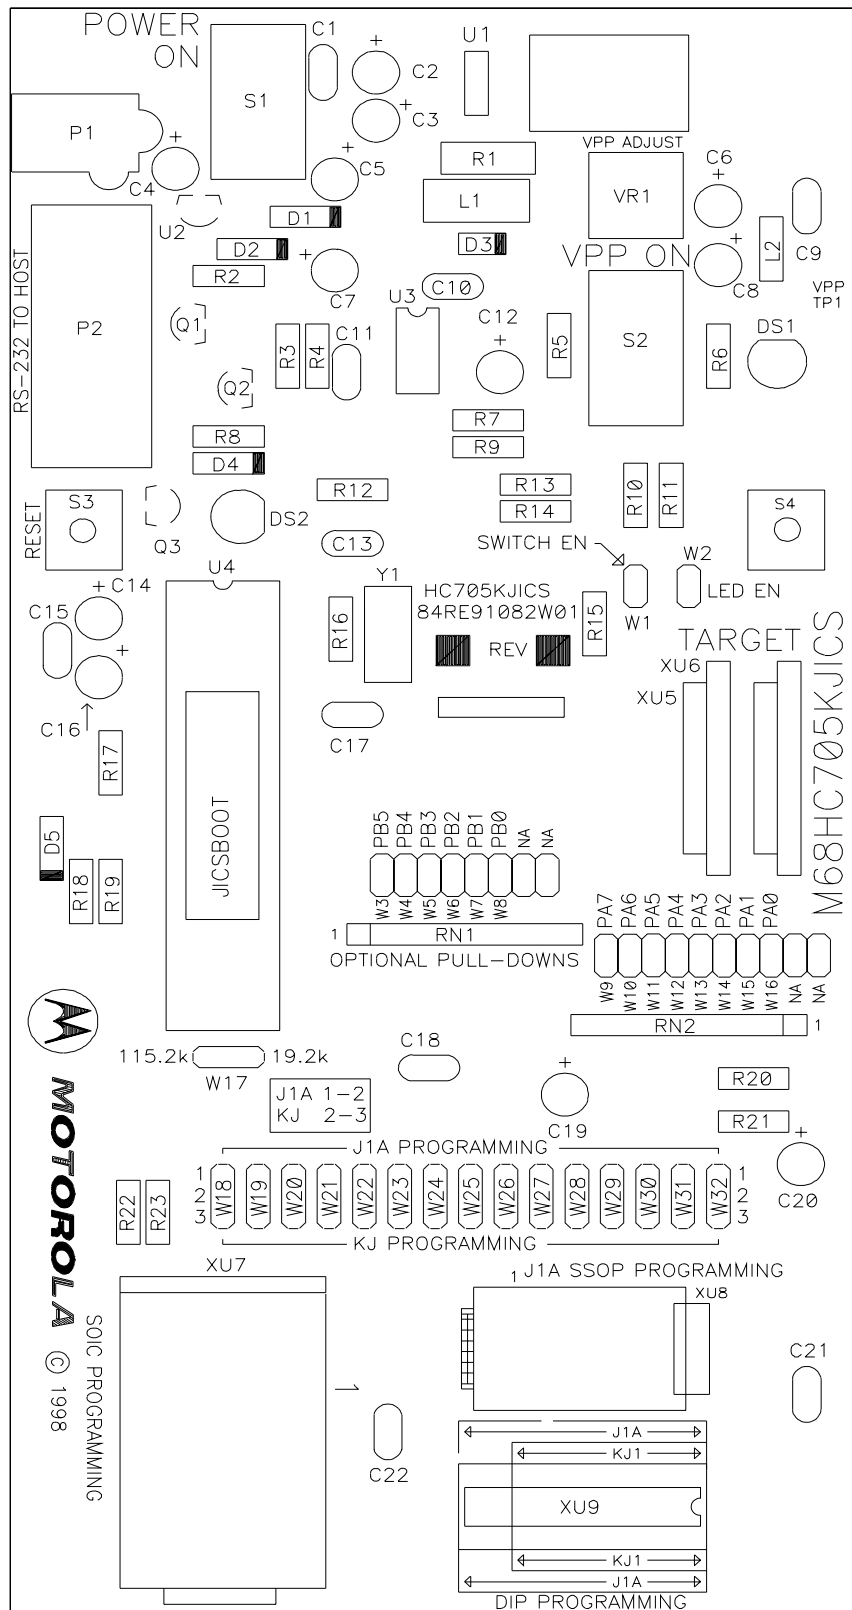 POWER
ON
C1
C2
C3
U1
S1
P1
VPP ADJUST
R1
C6
C4
C5
L1
VR1
D1
U2
D2
D3
VPP ON
L2
C9
R2
C7
C10
C8
VPP
TP1
RS-232 TO HOST
P2
Q1
U3
C12
R3
R4
C11
R5
S2
R6
DS1
Q2
R7
R8
R9
D4
R12
R13
R10
R11
S3
S4
RESET
R14
DS2
Q3
C13
SWITCH EN
W2
U4
Y1
C14
HC705KJICS
LED EN
C15
84RE91082W01
R16
R15
W1
TARGET
REV
XU6
XU5
C16
C17
R17
M68HC705KJICS
JICSBOOT
PB5
PB4
PB3
PB2
PB1
PB0
NA
NA
D5
R18
R19
W3
W4
W5
W6
W7
W8
PA7
PA6
PA5
PA4
PA3
PA2
PA1
PA0
1
RN1
OPTIONAL PULL-DOWNS
W9
W10
W11
W12
W13
W14
W15
W16
NA
NA
RN2
1
C18
115.2k
19.2k
W17
J1A 1-2
KJ 2-3
R20
C19
R21
MOTOROLA
J1A PROGRAMMING
C20
1
2
3
W18
W19
W20
W21
W22
W23
W24
W25
W26
W27
W28
W29
W30
W31
W32
1
2
3
R22
R23
KJ PROGRAMMING
XU7
1
J1A SSOP PROGRAMMING
XU8
© 1998
SOIC PROGRAMMING
C21
1
J1A
KJ1
C22
XU9
KJ1
J1A
DIP PROGRAMMING